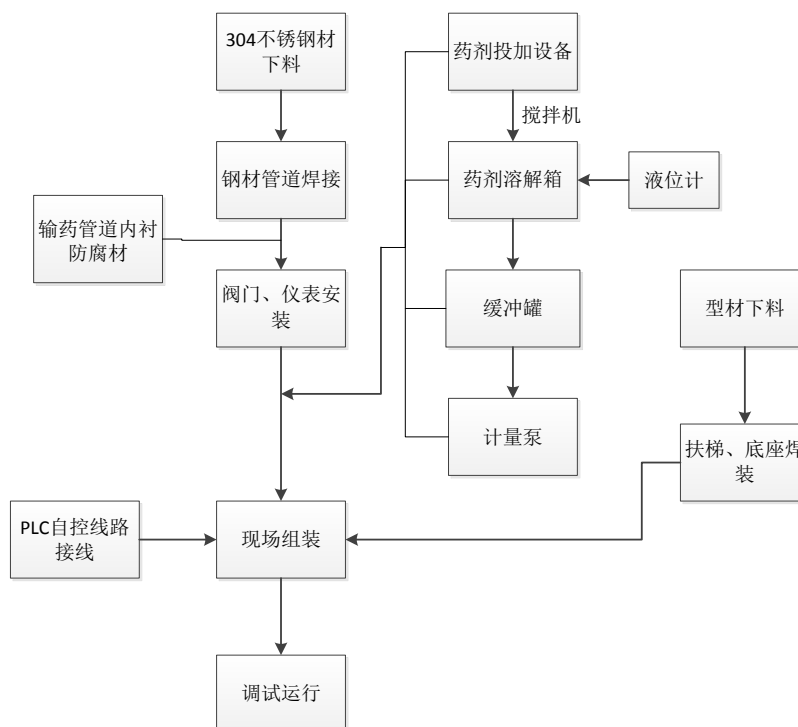 304不锈钢材
下料
药剂投加设备
搅拌机
钢材管道焊接
药剂溶解箱
液位计
输药管道内衬
防腐材
阀门、仪表安
装
缓冲罐
型材下料
计量泵
扶梯、底座焊
装
PLC自控线路
接线
现场组装
调试运行